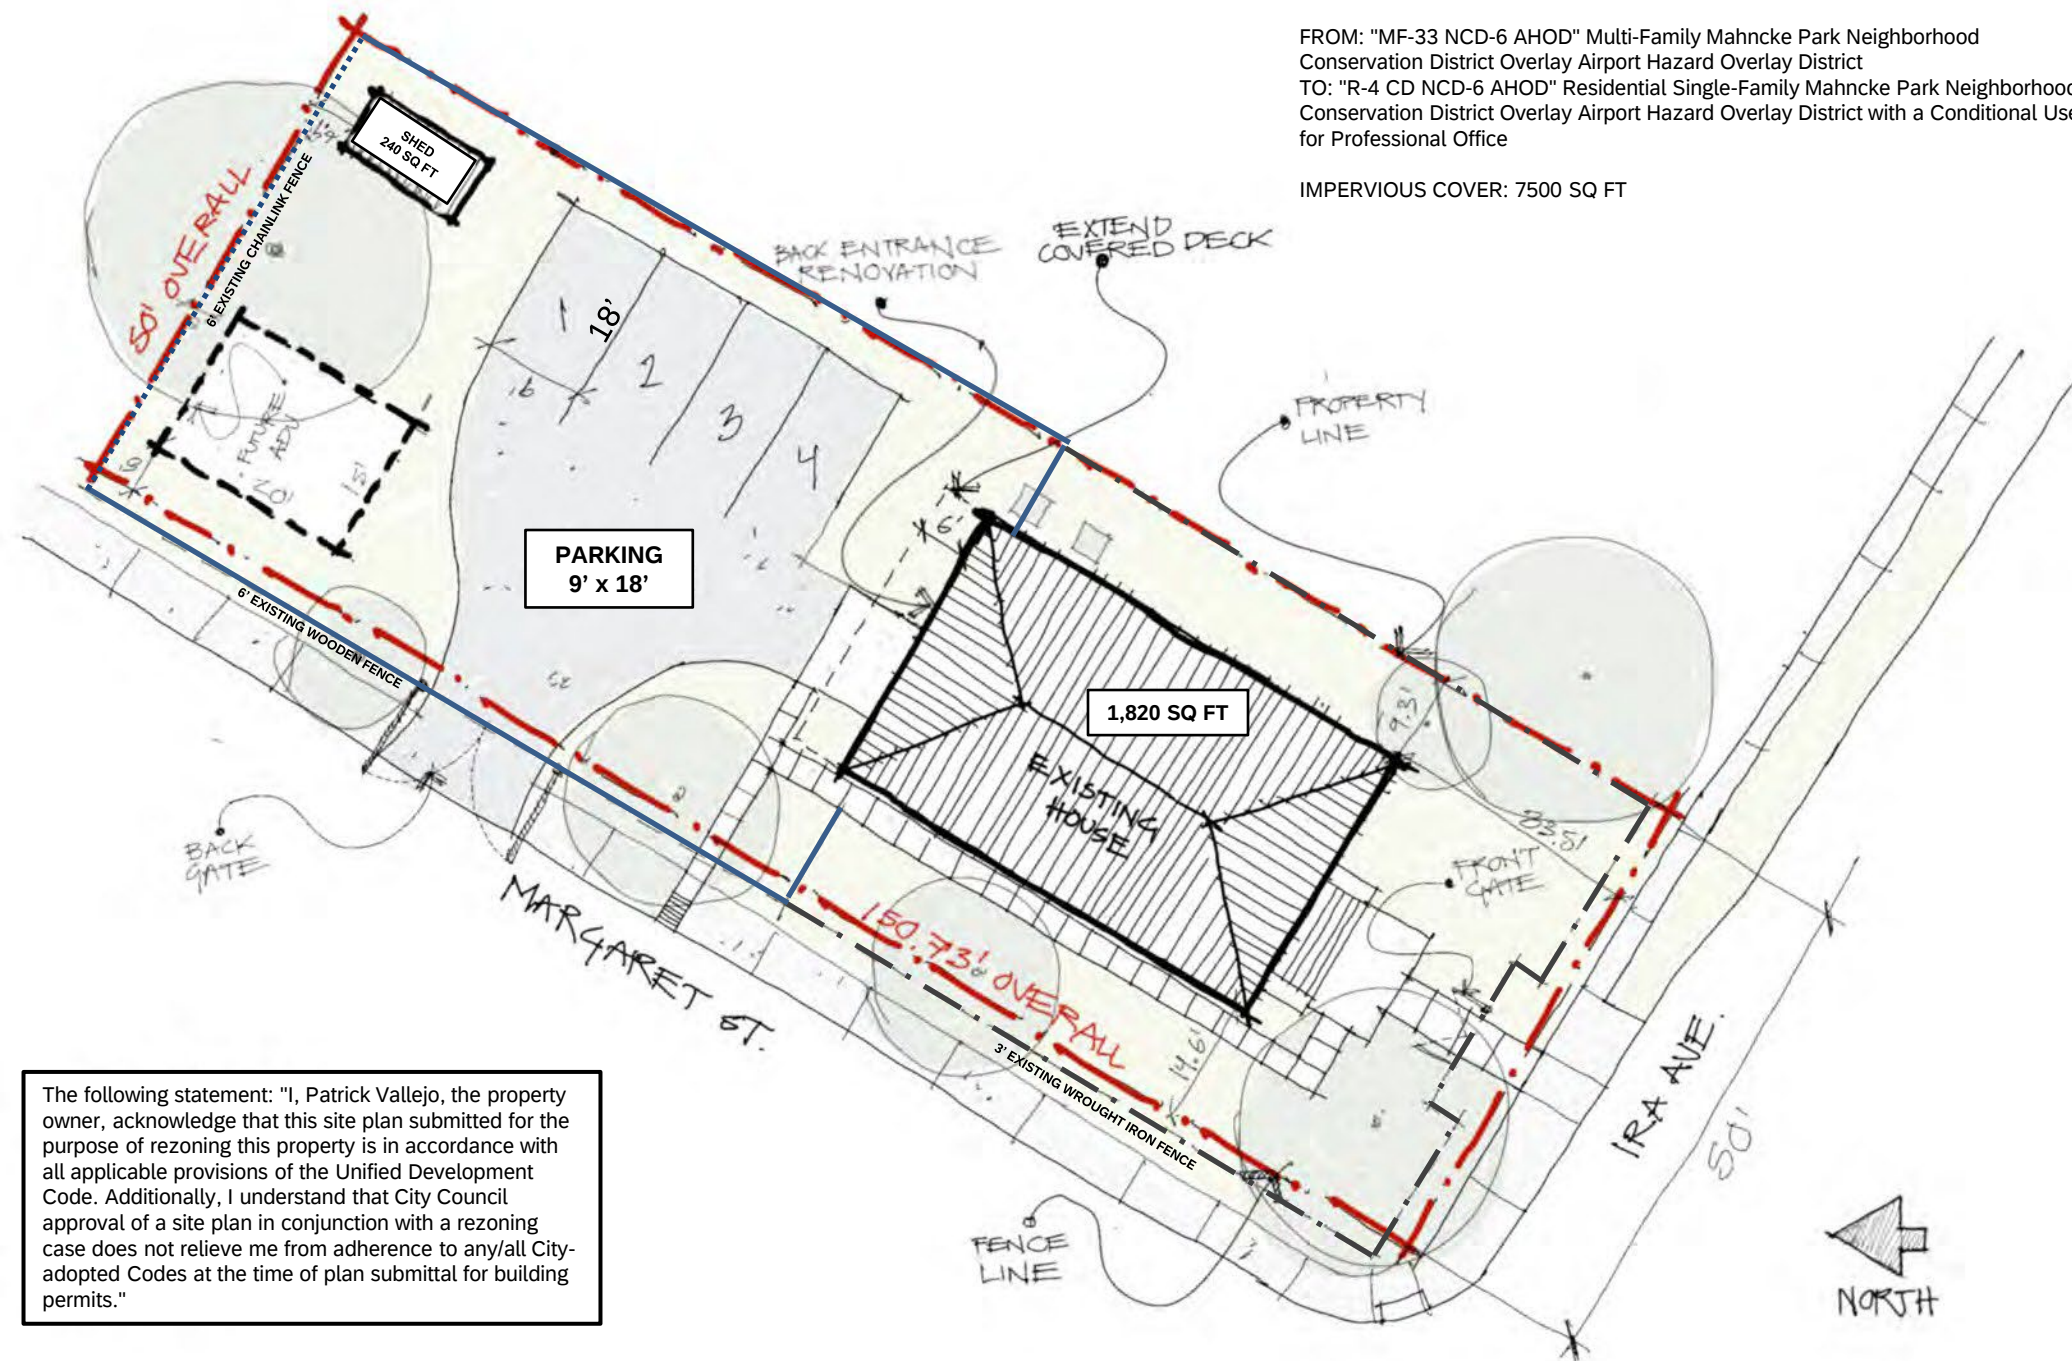 FROM: "MF-33 NCD-6 AHOD" Multi-Family Mahncke Park Neighborhood
Conservation District Overlay Airport Hazard Overlay District
TO: "R-4 CD NCD-6 AHOD" Residential Single-Family Mahncke Park Neighborhood
Conservation District Overlay Airport Hazard Overlay District with a Conditional Use
for Professional Office
IMPERVIOUS COVER: 7500 SQ FT
SHED
240 SQ FT
50' OVERALL
6' EXISTING CHAINLINK FENCE
BACK ENTRANCE
RENOVATION
EXTEND
COVERED DECK
1
18'
2
3
4
PROPERTY
LINE
FUTURE
ADU
20'
15'
6'
PARKING
9' x 18'
6' EXISTING WOODEN FENCE
1,820 SQ FT
EXISTING
HOUSE
9.3'
BACK
GATE
FRONT
GATE
MARGARET ST.
150.73' OVERALL
14.6'
3' EXISTING WROUGHT IRON FENCE
IRA AVE.
50'
FENCE
LINE
NORTH
The following statement: "I, Patrick Vallejo, the property
owner, acknowledge that this site plan submitted for the
purpose of rezoning this property is in accordance with
all applicable provisions of the Unified Development
Code. Additionally, I understand that City Council
approval of a site plan in conjunction with a rezoning
case does not relieve me from adherence to any/all City-
adopted Codes at the time of plan submittal for building
permits."